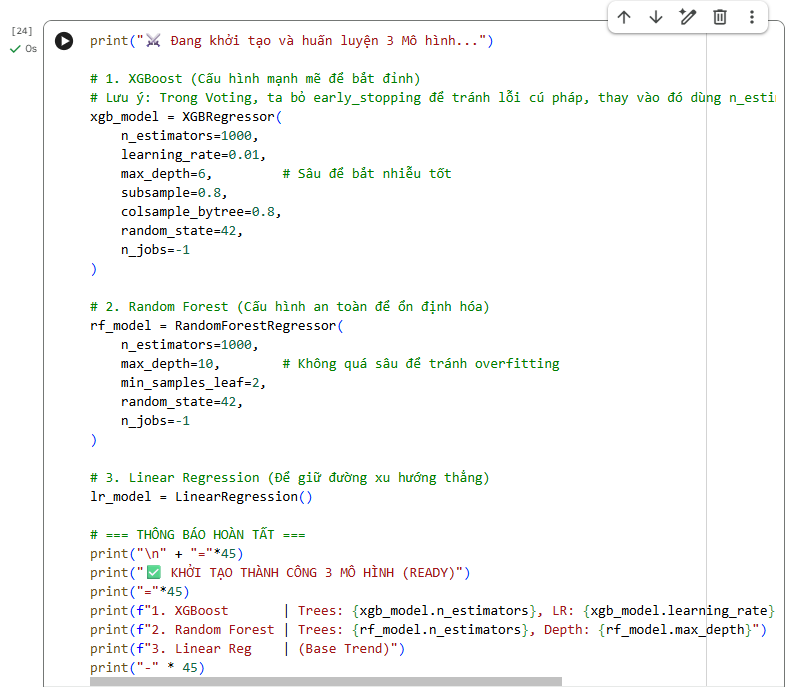 [24]
0s
print("⚔️ Đang khởi tạo và huấn luyện 3 Mô hình...")
# 1. XGBoost (Cấu hình mạnh mẽ để bắt đỉnh)
# Lưu ý: Trong Voting, ta bỏ early_stopping để tránh lỗi cú pháp, thay vào đó dùng n_esti
xgb_model = XGBRegressor(
    n_estimators=1000,
    learning_rate=0.01,
    max_depth=6,         # Sâu để bắt nhiễu tốt
    subsample=0.8,
    colsample_bytree=0.8,
    random_state=42,
    n_jobs=-1
)
# 2. Random Forest (Cấu hình an toàn để ổn định hóa)
rf_model = RandomForestRegressor(
    n_estimators=1000,
    max_depth=10,        # Không quá sâu để tránh overfitting
    min_samples_leaf=2,
    random_state=42,
    n_jobs=-1
)
# 3. Linear Regression (Để giữ đường xu hướng thẳng)
lr_model = LinearRegression()
# === THÔNG BÁO HOÀN TẤT ===
print("\n" + "="*45)
print("✅ KHỞI TẠO THÀNH CÔNG 3 MÔ HÌNH (READY)")
print("="*45)
print(f"1. XGBoost       | Trees: {xgb_model.n_estimators}, LR: {xgb_model.learning_rate}
print(f"2. Random Forest | Trees: {rf_model.n_estimators}, Depth: {rf_model.max_depth}")
print(f"3. Linear Reg    | (Base Trend)")
print("-" * 45)